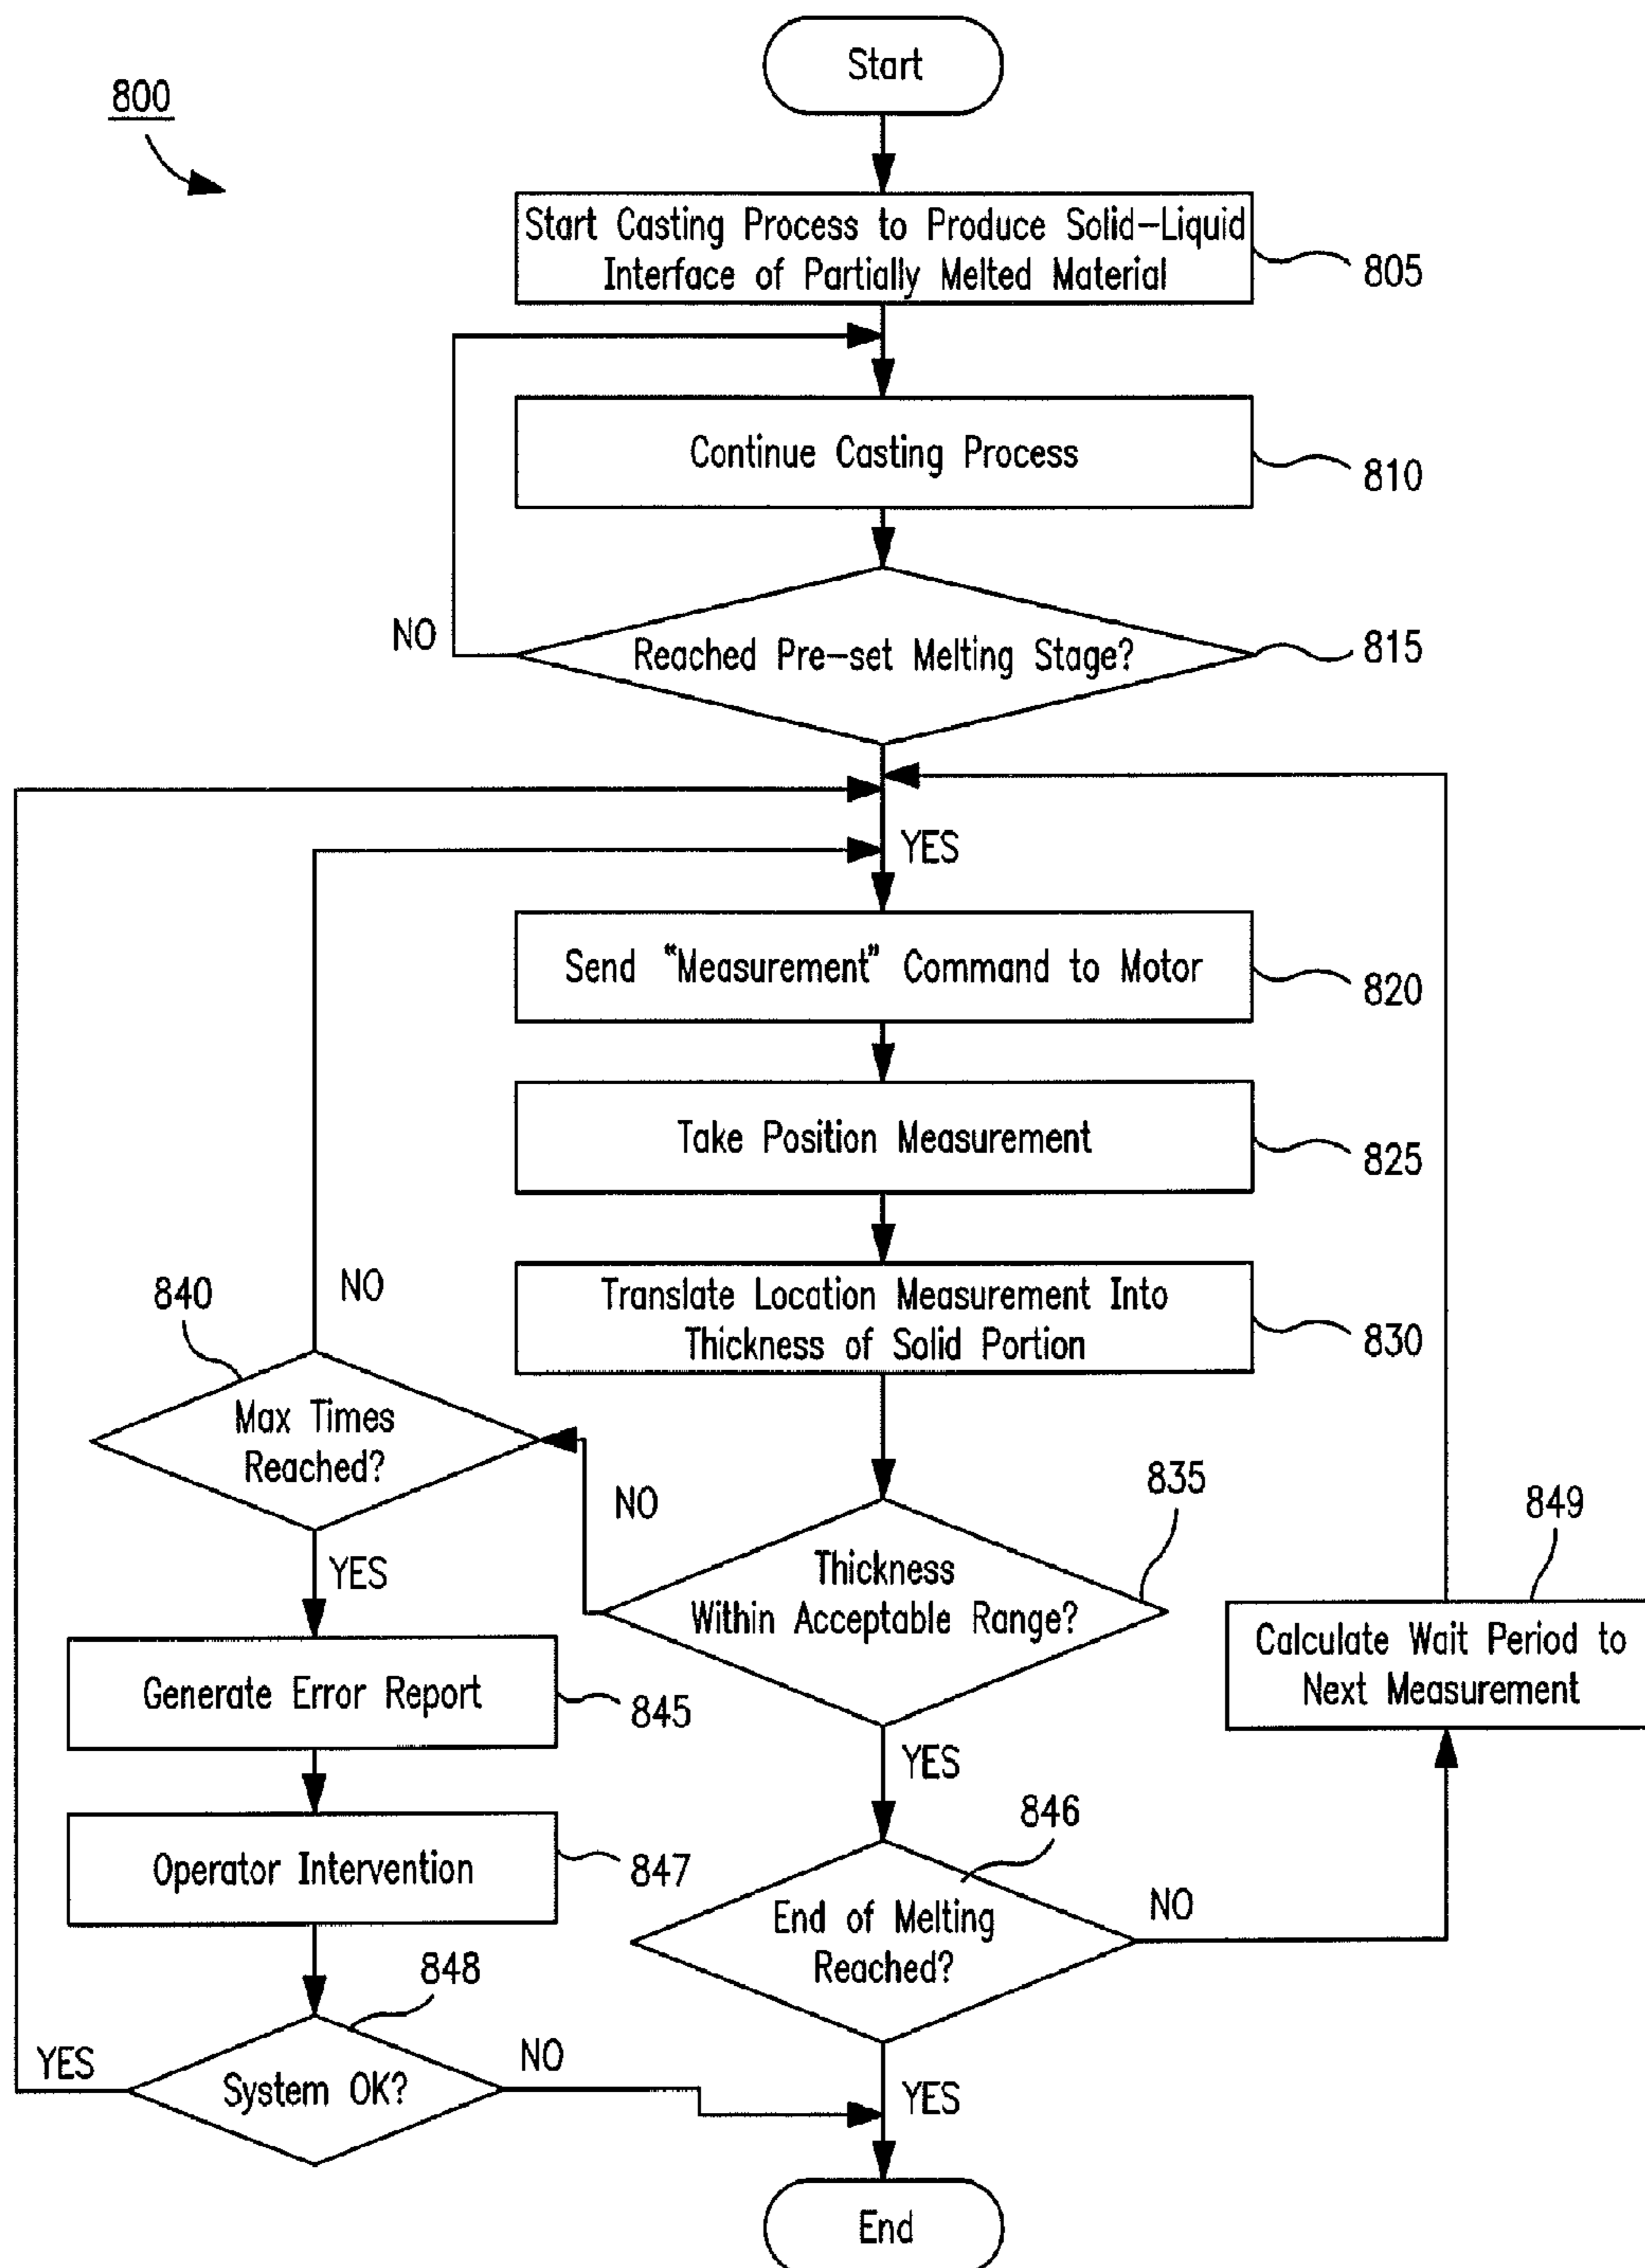 Start
800
Start Casting Process to Produce Solid-Liquid
Interface of Partially Melted Material
805
Continue Casting Process
810
NO
Reached Pre-set Melting Stage?
815
YES
Send "Measurement" Command to Motor
820
Take Position Measurement
825
Translate Location Measurement Into
Thickness of Solid Portion
830
NO
840
Max Times
Reached?
NO
835
Thickness
Within Acceptable Range?
849
Calculate Wait Period to
Next Measurement
YES
Generate Error Report
845
YES
846
Operator Intervention
847
End of Melting
Reached?
NO
848
System OK?
YES
NO
YES
End